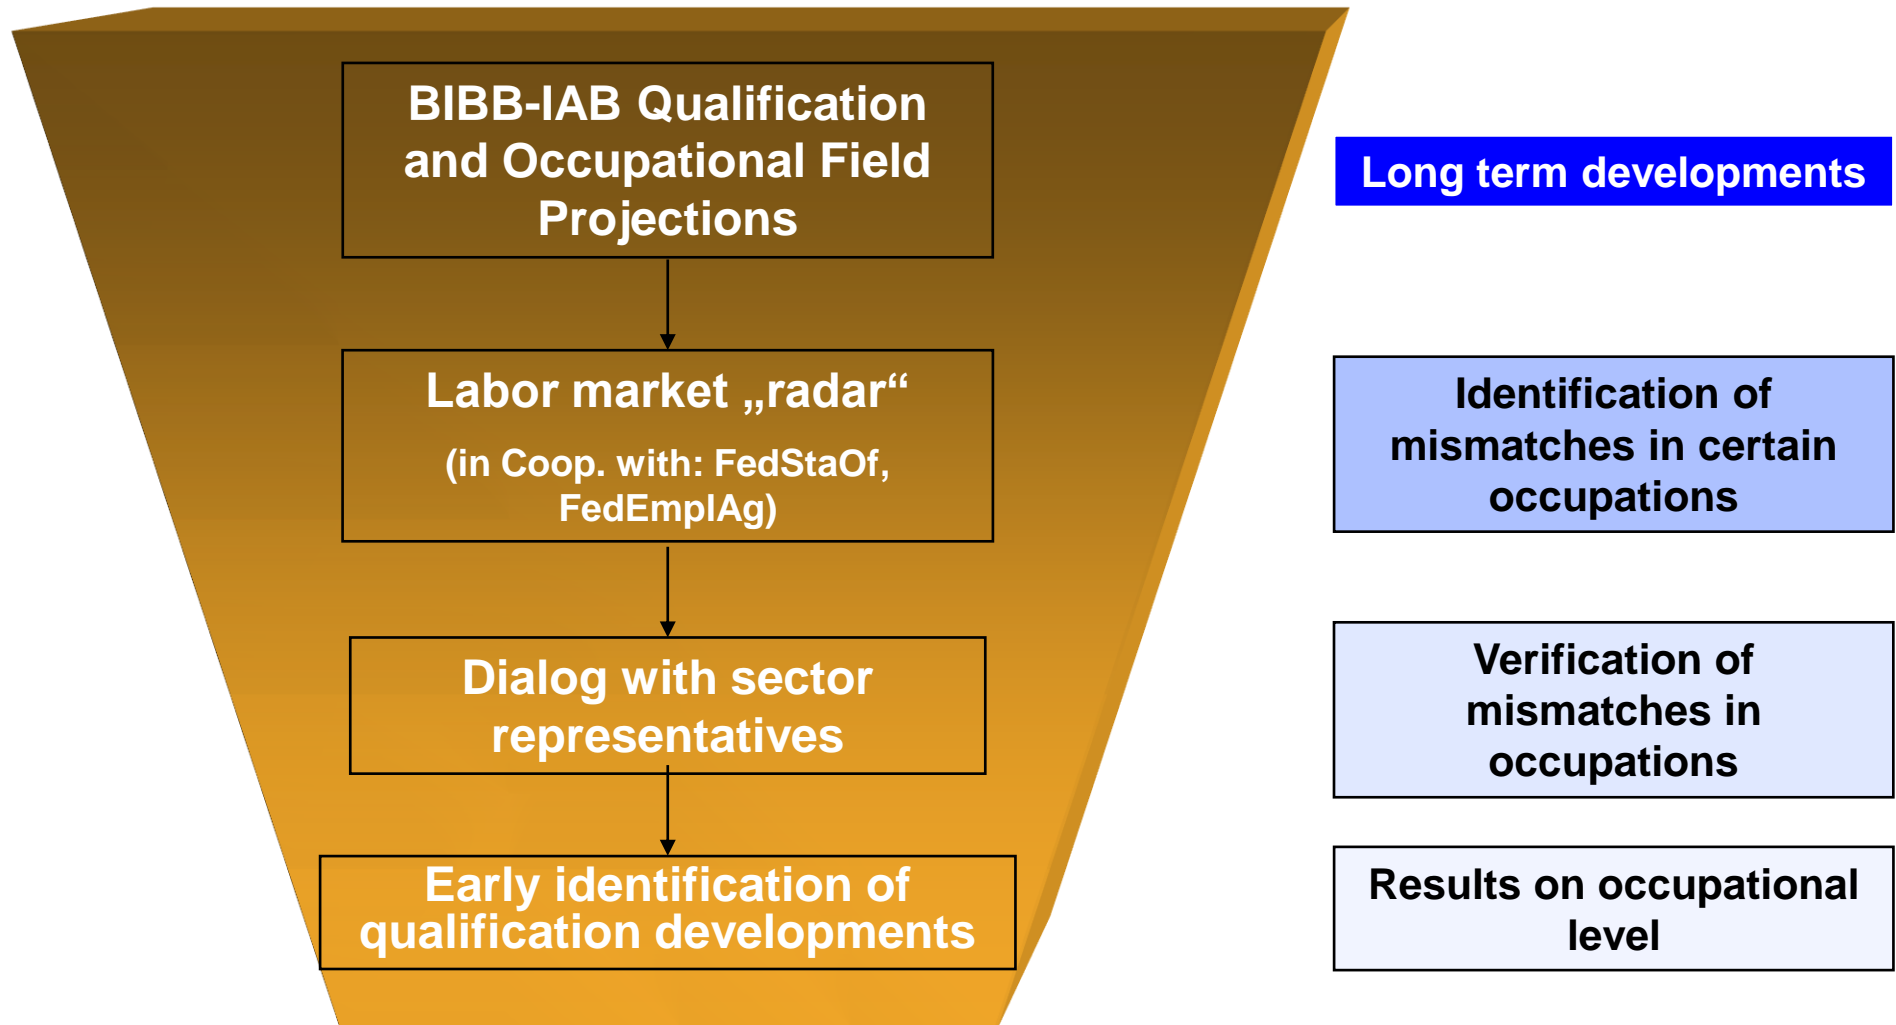 BIBB-IAB Qualification
and Occupational Field
Projections
Long term developments
Labor market „radar“
(in Coop. with: FedStaOf,
FedEmplAg)
Identification of
mismatches in certain
occupations
Dialog with sector
representatives
Verification of
mismatches in
occupations
Early identification of
qualification developments
Results on occupational
level